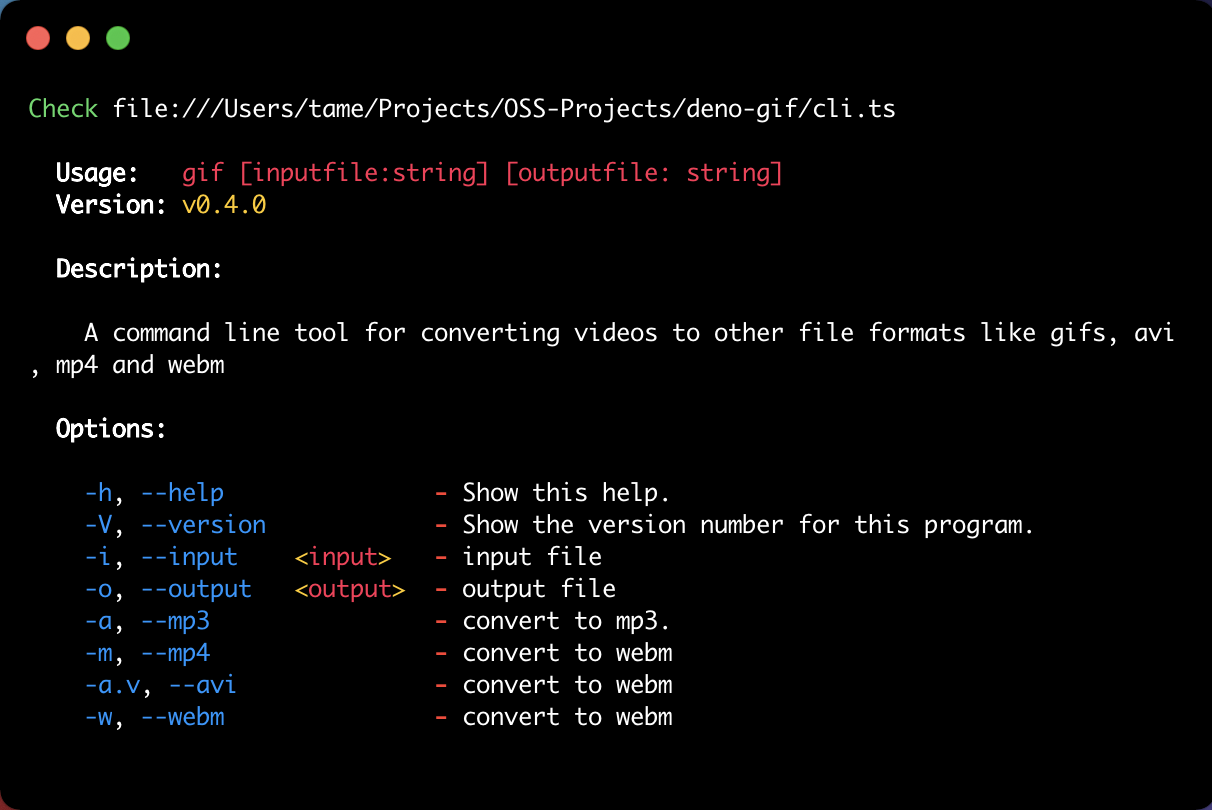 Check file:///Users/tame/Projects/OSS-Projects/deno-gif/cli.ts
Usage: gif [inputfile:string] [outputfile: string]
Version: v0.4.0
Description:
A command line tool for converting videos to other file formats like gifs, avi
, mp4 and webm
Options:
-h, --help - Show this help.
-V, --version - Show the version number for this program.
-i, --input <input> - input file
-o, --output <output> - output file
-a, --mp3 - convert to mp3.
-m, --mp4 - convert to webm
-a.v, --avi - convert to webm
-w, --webm - convert to webm